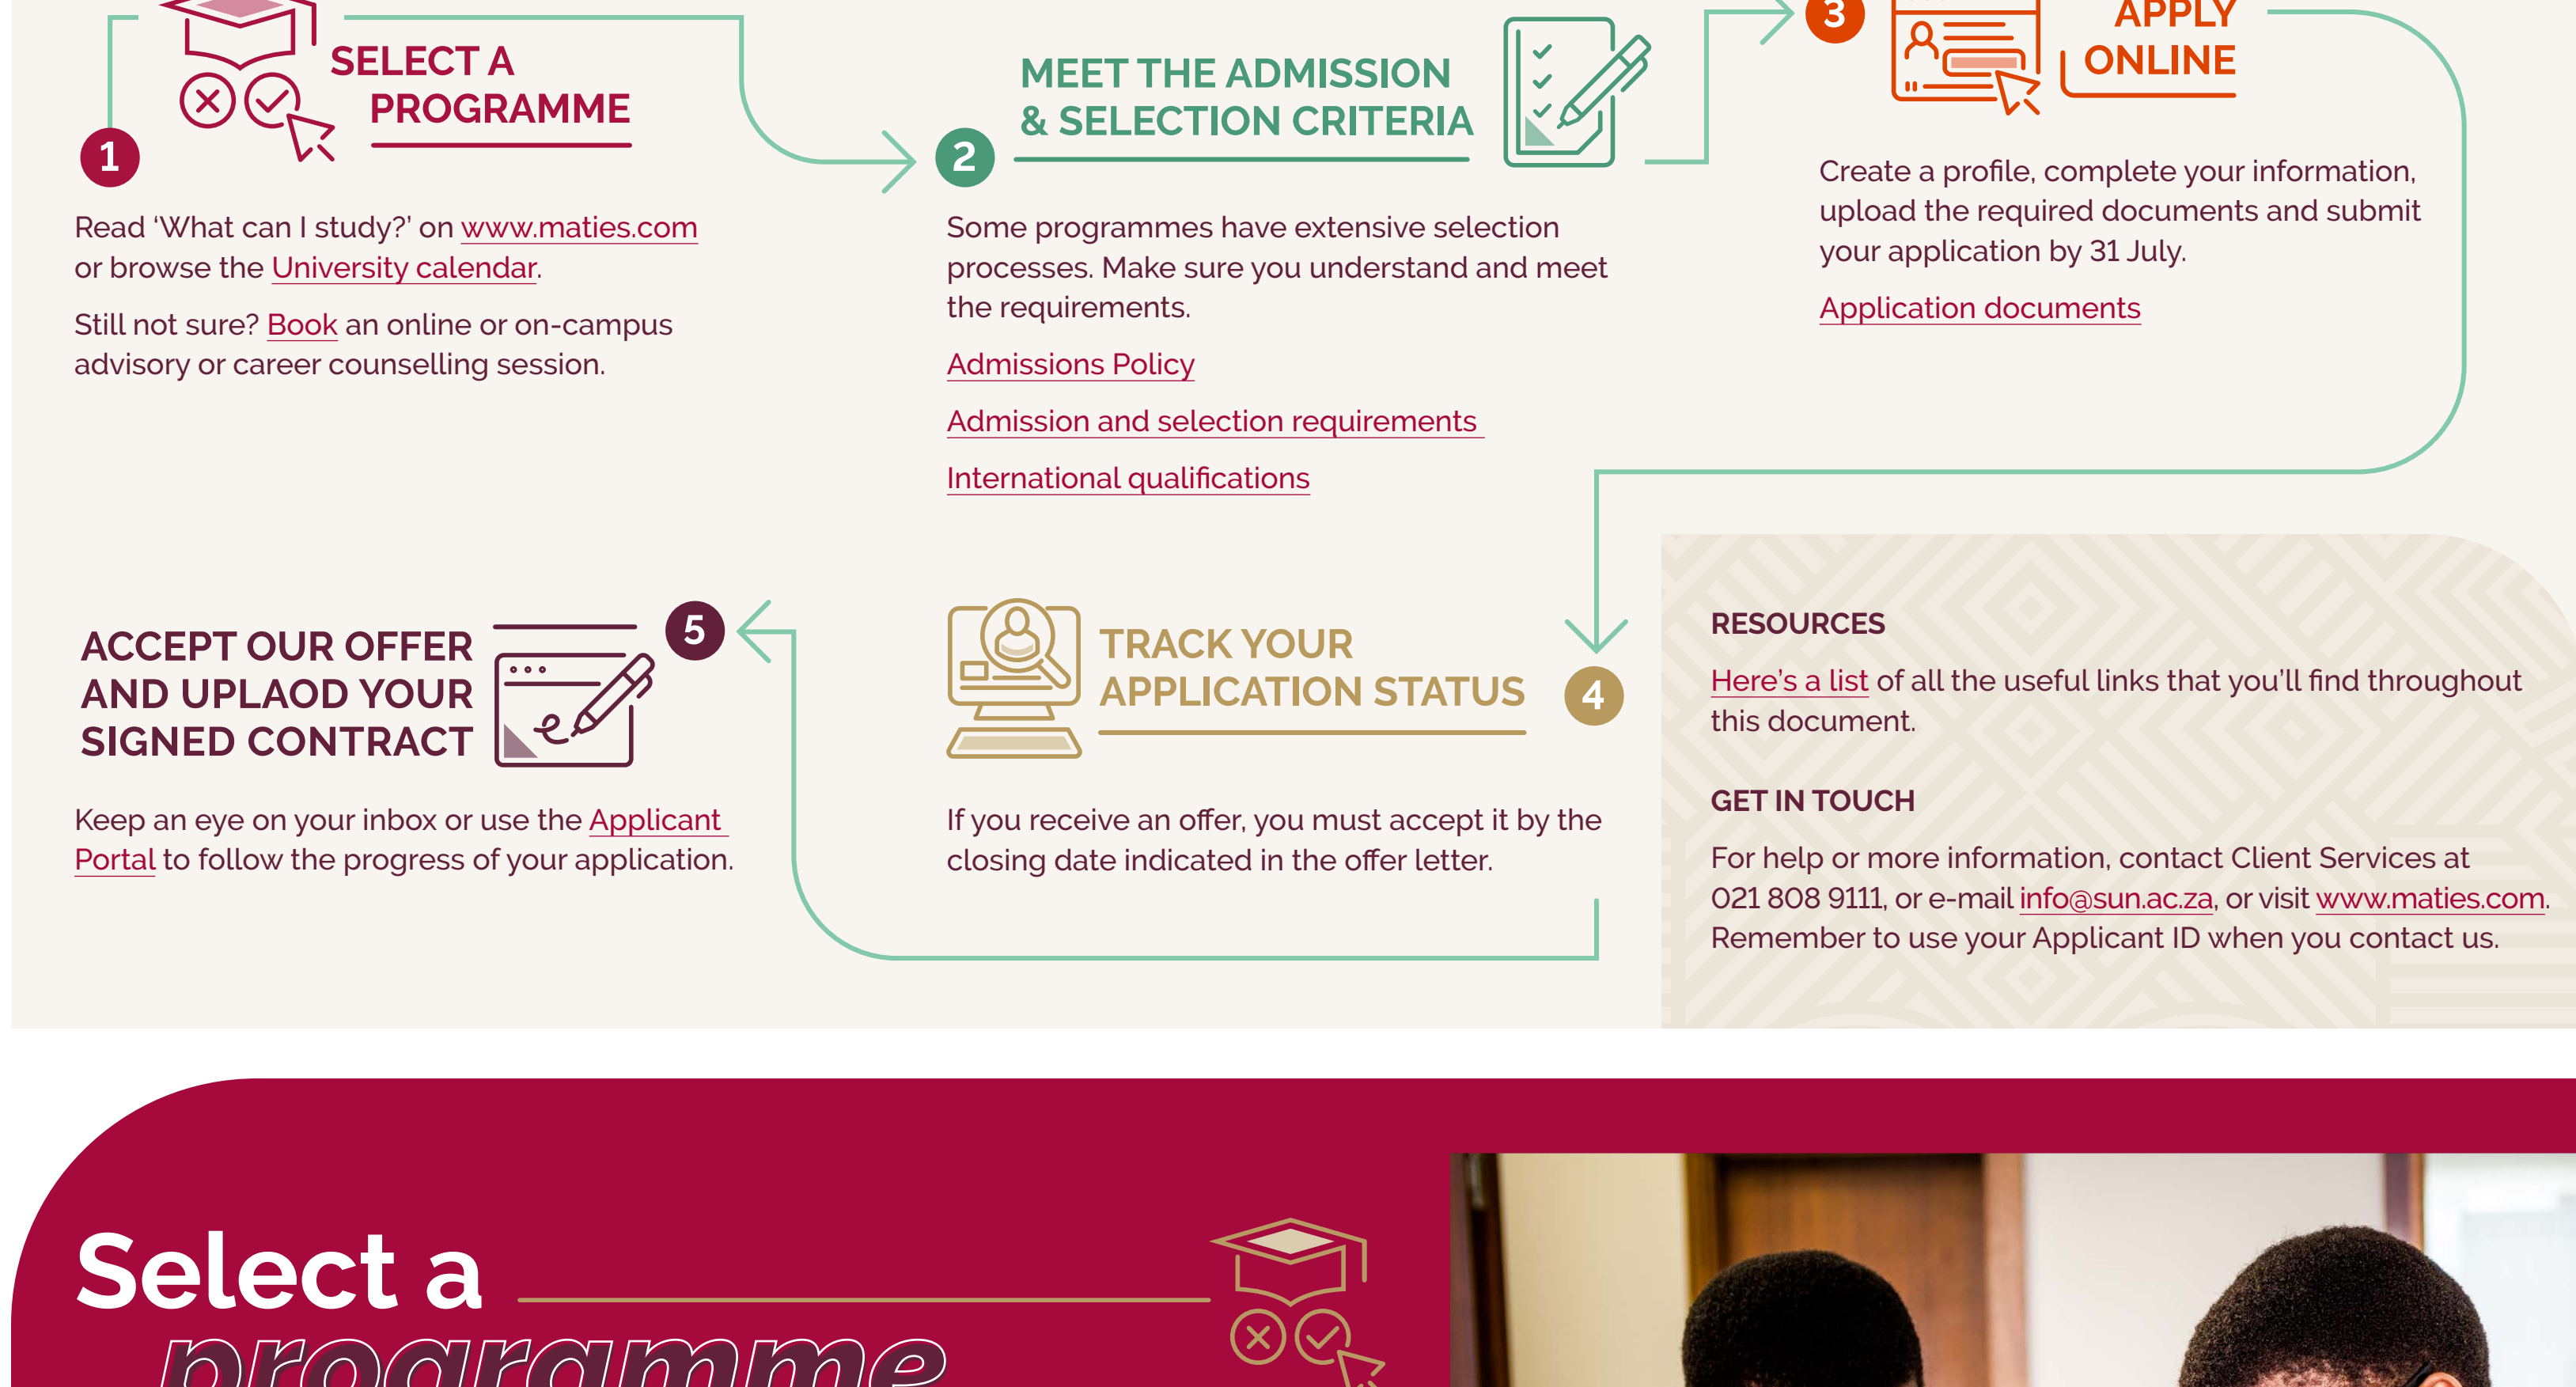 1
SELECT A
PROGRAMME
Read ‘What can I study?’ on www.maties.com
or browse the University calendar.
Still not sure? Book an online or on-campus
advisory or career counselling session.
2
MEET THE ADMISSION
& SELECTION CRITERIA
Some programmes have extensive selection
processes. Make sure you understand and meet
the requirements.
Admissions Policy
Admission and selection requirements
International qualifications
3
APPLY
ONLINE
Create a profile, complete your information,
upload the required documents and submit
your application by 31 July.
Application documents
4
TRACK YOUR
APPLICATION STATUS
If you receive an offer, you must accept it by the
closing date indicated in the offer letter.
5
ACCEPT OUR OFFER
AND UPLAOD YOUR
SIGNED CONTRACT
Keep an eye on your inbox or use the Applicant
Portal to follow the progress of your application.
RESOURCES
Here’s a list of all the useful links that you’ll find throughout
this document.
GET IN TOUCH
For help or more information, contact Client Services at
021 808 9111, or e-mail info@sun.ac.za, or visit www.maties.com.
Remember to use your Applicant ID when you contact us.
Select a
programme